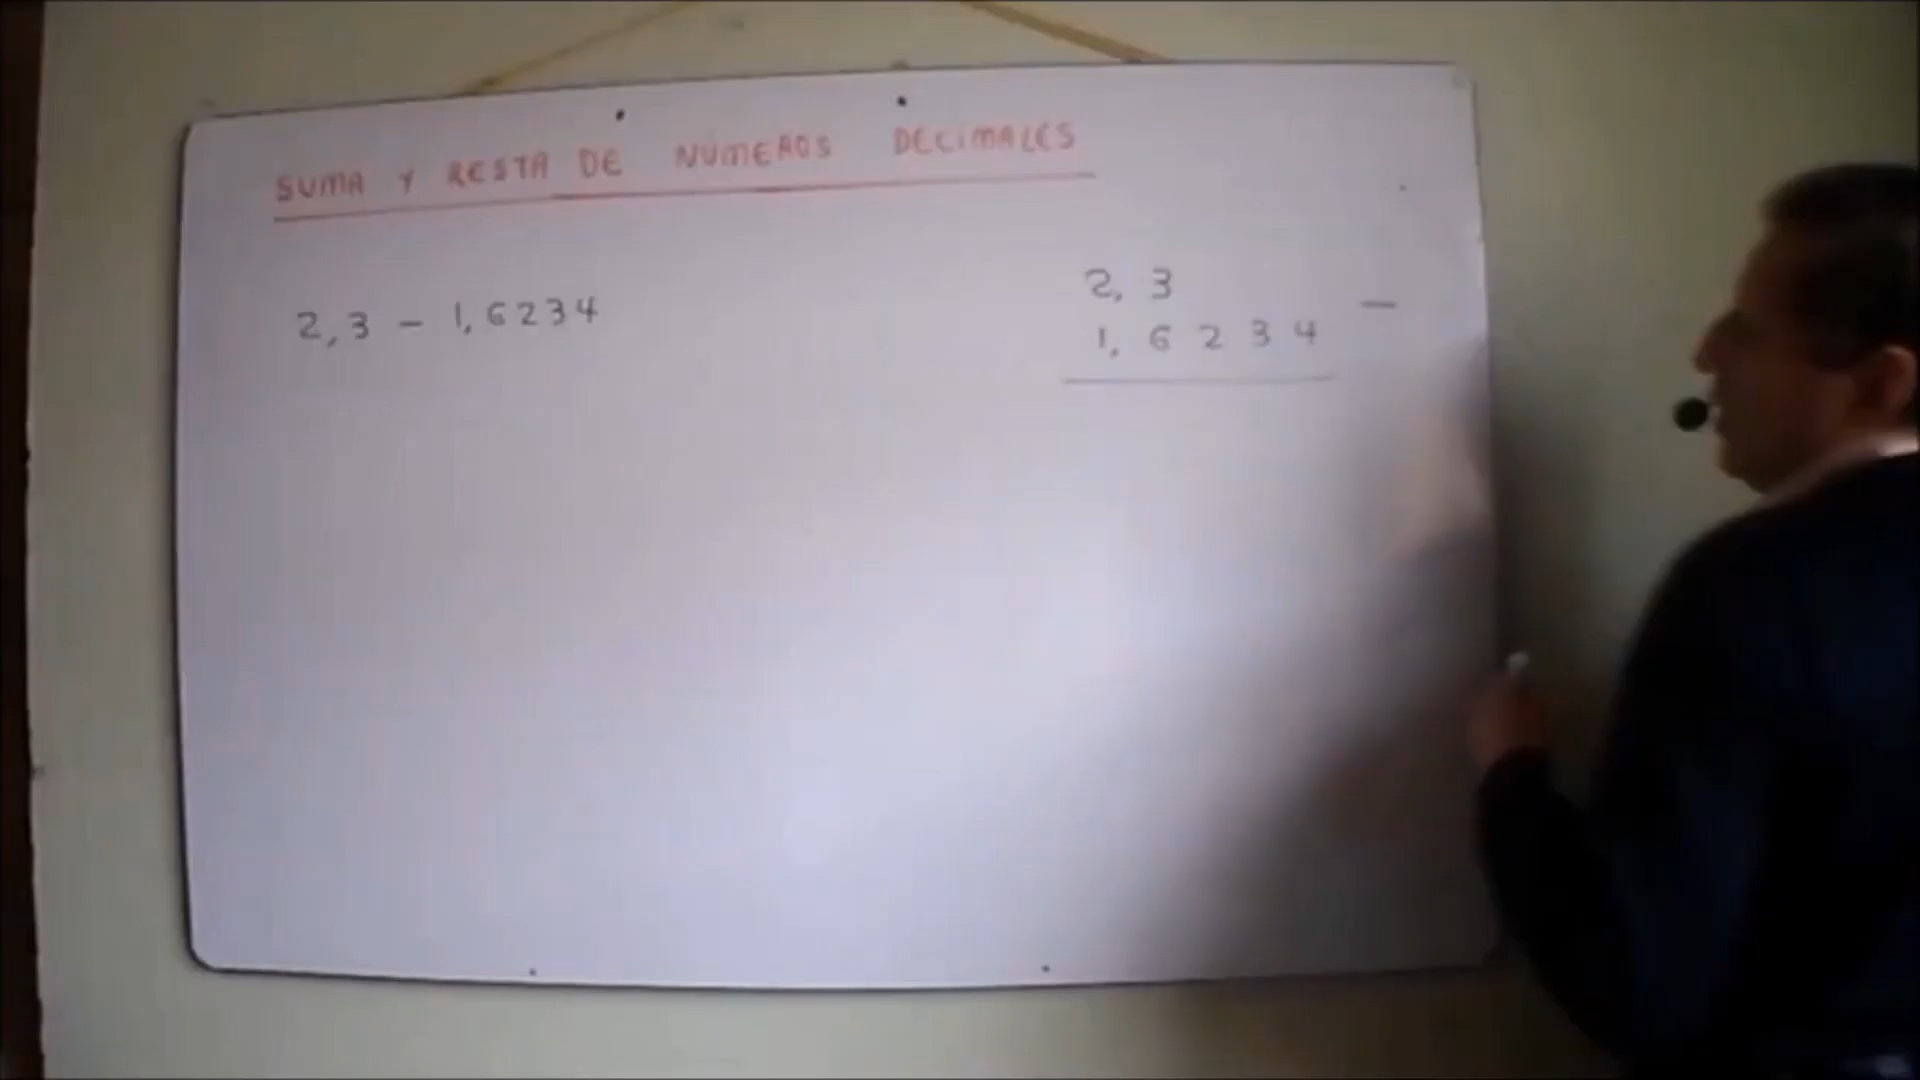 SUMA Y RESTA DE NUMEROS DECIMALES
2,3 - 1,6234
2, 3
1, 6 2 3 4 -